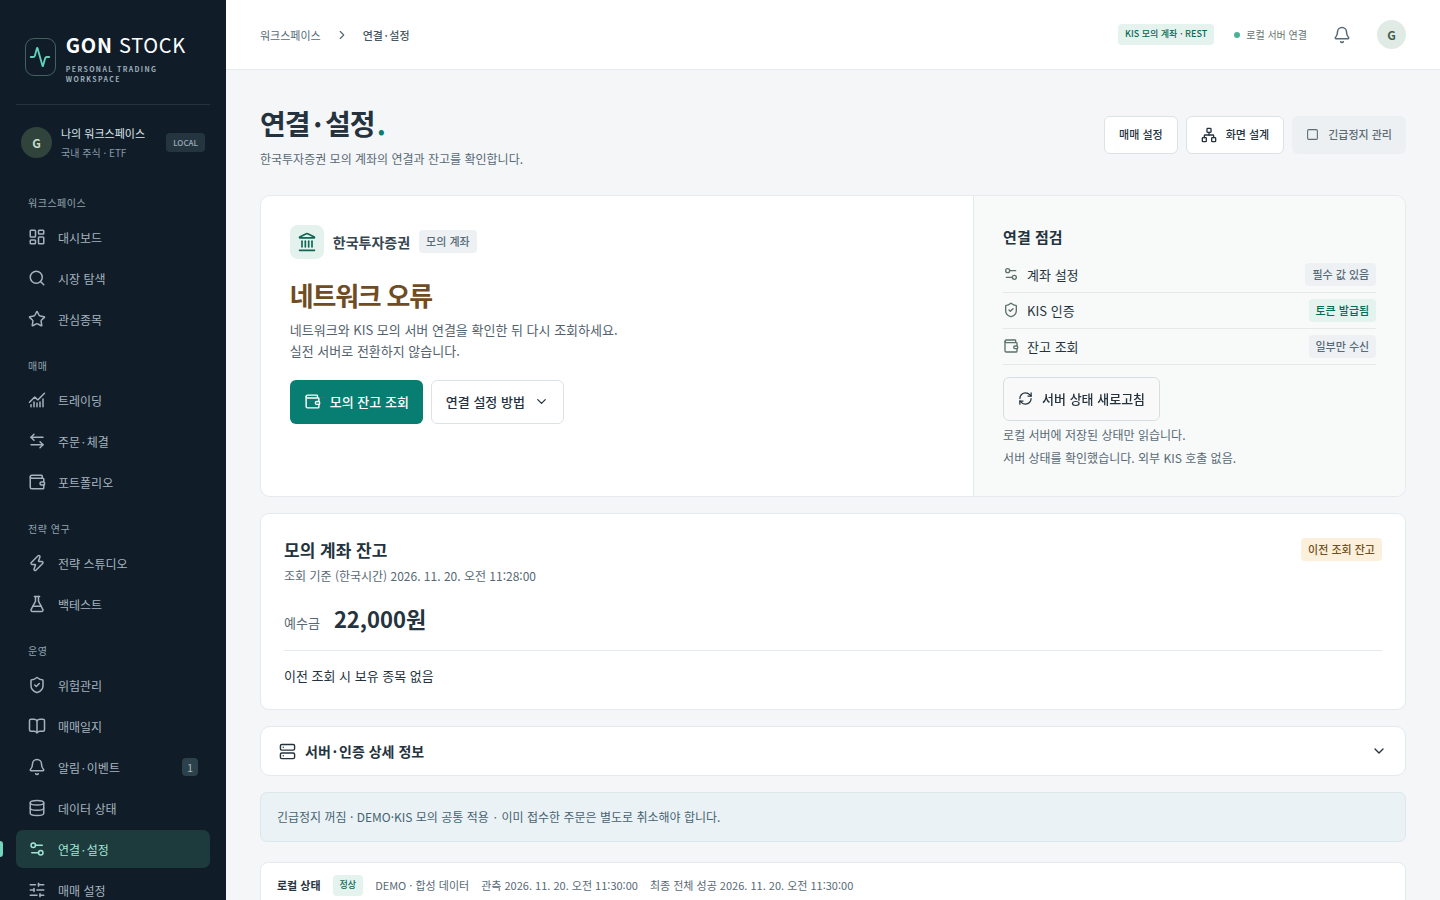 GON STOCK
PERSONAL TRADING
WORKSPACE
G
나의 워크스페이스
국내 주식 · ETF
LOCAL
워크스페이스
대시보드
시장 탐색
관심종목
매매
트레이딩
주문·체결
포트폴리오
전략 연구
전략 스튜디오
백테스트
운영
위험관리
매매일지
알림·이벤트
1
데이터 상태
연결·설정
매매 설정
워크스페이스 > 연결·설정
KIS 모의 계좌 · REST
로컬 서버 연결
G
연결·설정.
한국투자증권 모의 계좌의 연결과 잔고를 확인합니다.
매매 설정
화면 설계
긴급정지 관리
한국투자증권
모의 계좌
네트워크 오류
네트워크와 KIS 모의 서버 연결을 확인한 뒤 다시 조회하세요.
실전 서버로 전환하지 않습니다.
모의 잔고 조회
연결 설정 방법
연결 점검
계좌 설정
필수 값 있음
KIS 인증
토큰 발급됨
잔고 조회
일부만 수신
서버 상태 새로고침
로컬 서버에 저장된 상태만 읽습니다.
서버 상태를 확인했습니다. 외부 KIS 호출 없음.
모의 계좌 잔고
이전 조회 잔고
조회 기준 (한국시간) 2026. 11. 20. 오전 11:28:00
예수금 22,000원
이전 조회 시 보유 종목 없음
서버·인증 상세 정보
긴급정지 꺼짐 · DEMO·KIS 모의 공통 적용 · 이미 접수한 주문은 별도로 취소해야 합니다.
로컬 상태 정상 DEMO · 합성 데이터 관측 2026. 11. 20. 오전 11:30:00 최종 전체 성공 2026. 11. 20. 오전 11:30:00